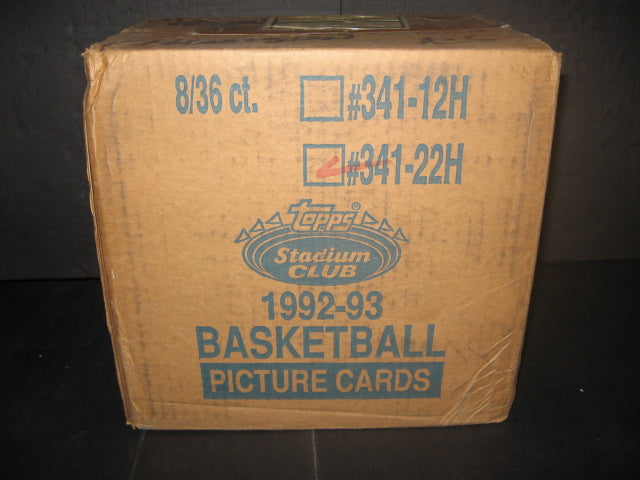 8/36 ct. #341-12H
#341-22H
Topps®
Stadium
CLUB
1992-93
BASKETBALL
PICTURE CARDS